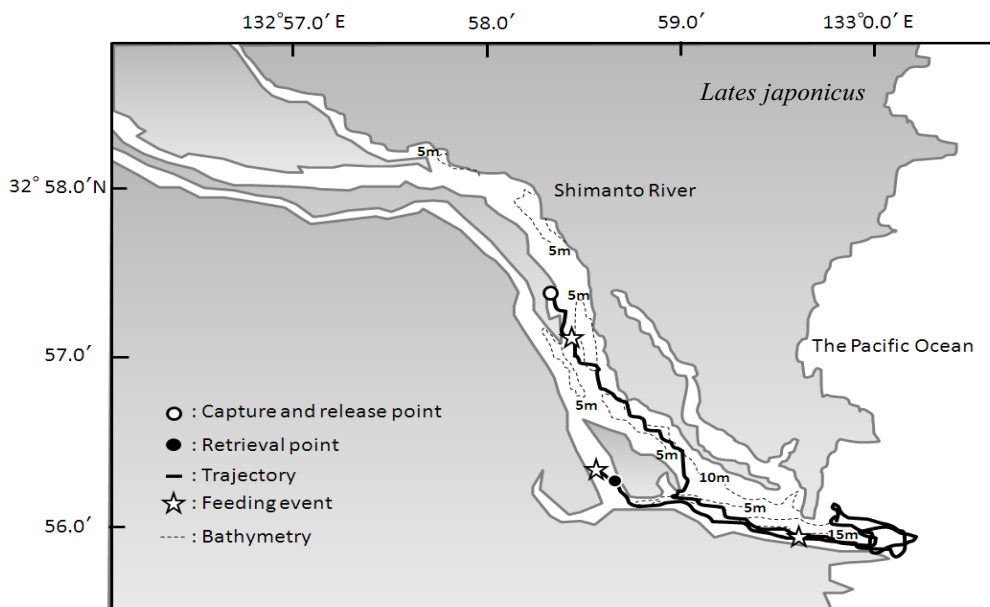 132° 57.0′ E
58.0′
59.0′
133° 0.0′
Lates japonicus
5m
32° 58.0′N
Shimanto River
5m
5m
57.0′
The Pacific Ocean
5m
: Capture and release point
: Retrieval point
5m
10m
: Trajectory
: Feeding event
5m
56.0′
15m
: Bathymetry